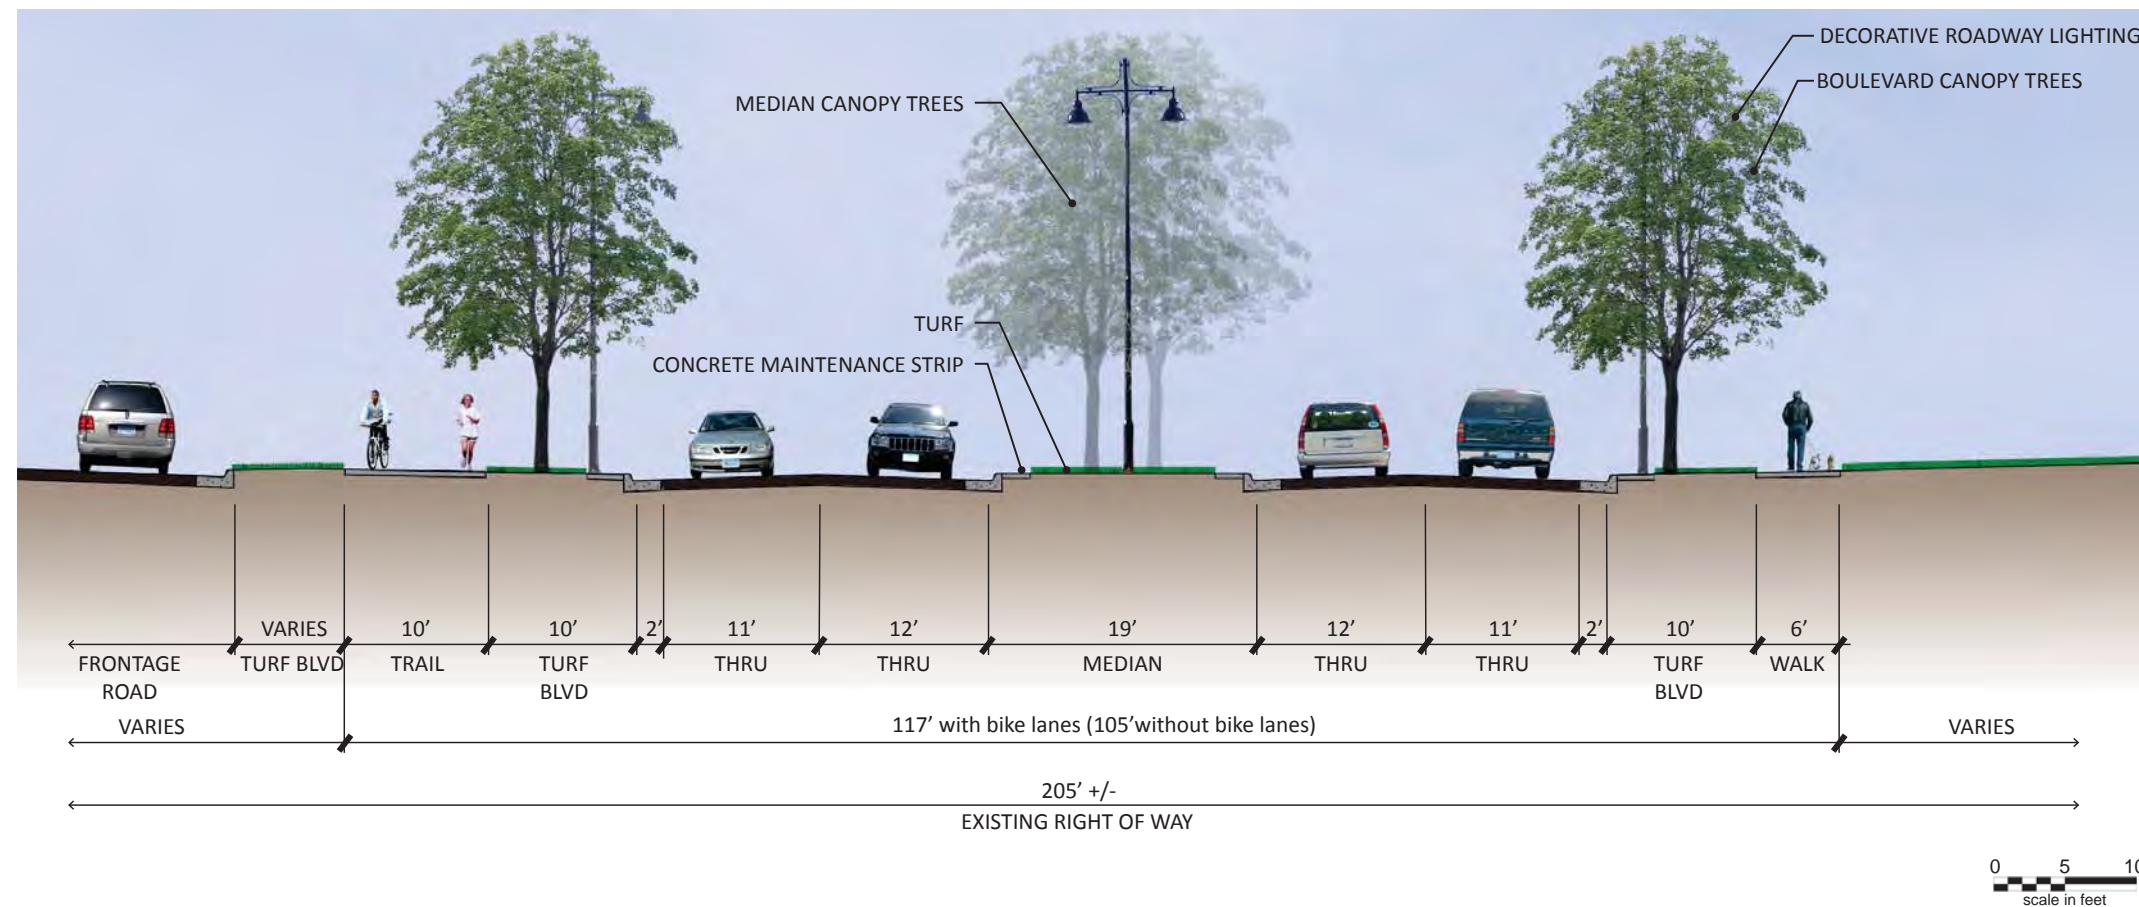 DECORATIVE ROADWAY LIGHTING
BOULEVARD CANOPY TREES
MEDIAN CANOPY TREES
TURF
CONCRETE MAINTENANCE STRIP
VARIES 10’ 10’ 2’ 11’ 12’ 19’ 12’ 11’ 2’ 10’ 6’
FRONTAGE TURF BLVD TRAIL TURF THRU THRU MEDIAN THRU THRU TURF WALK
ROAD BLVD BLVD
VARIES 117’ with bike lanes (105’without bike lanes) VARIES
205’ +/-
EXISTING RIGHT OF WAY
0 5 10
scale in feet